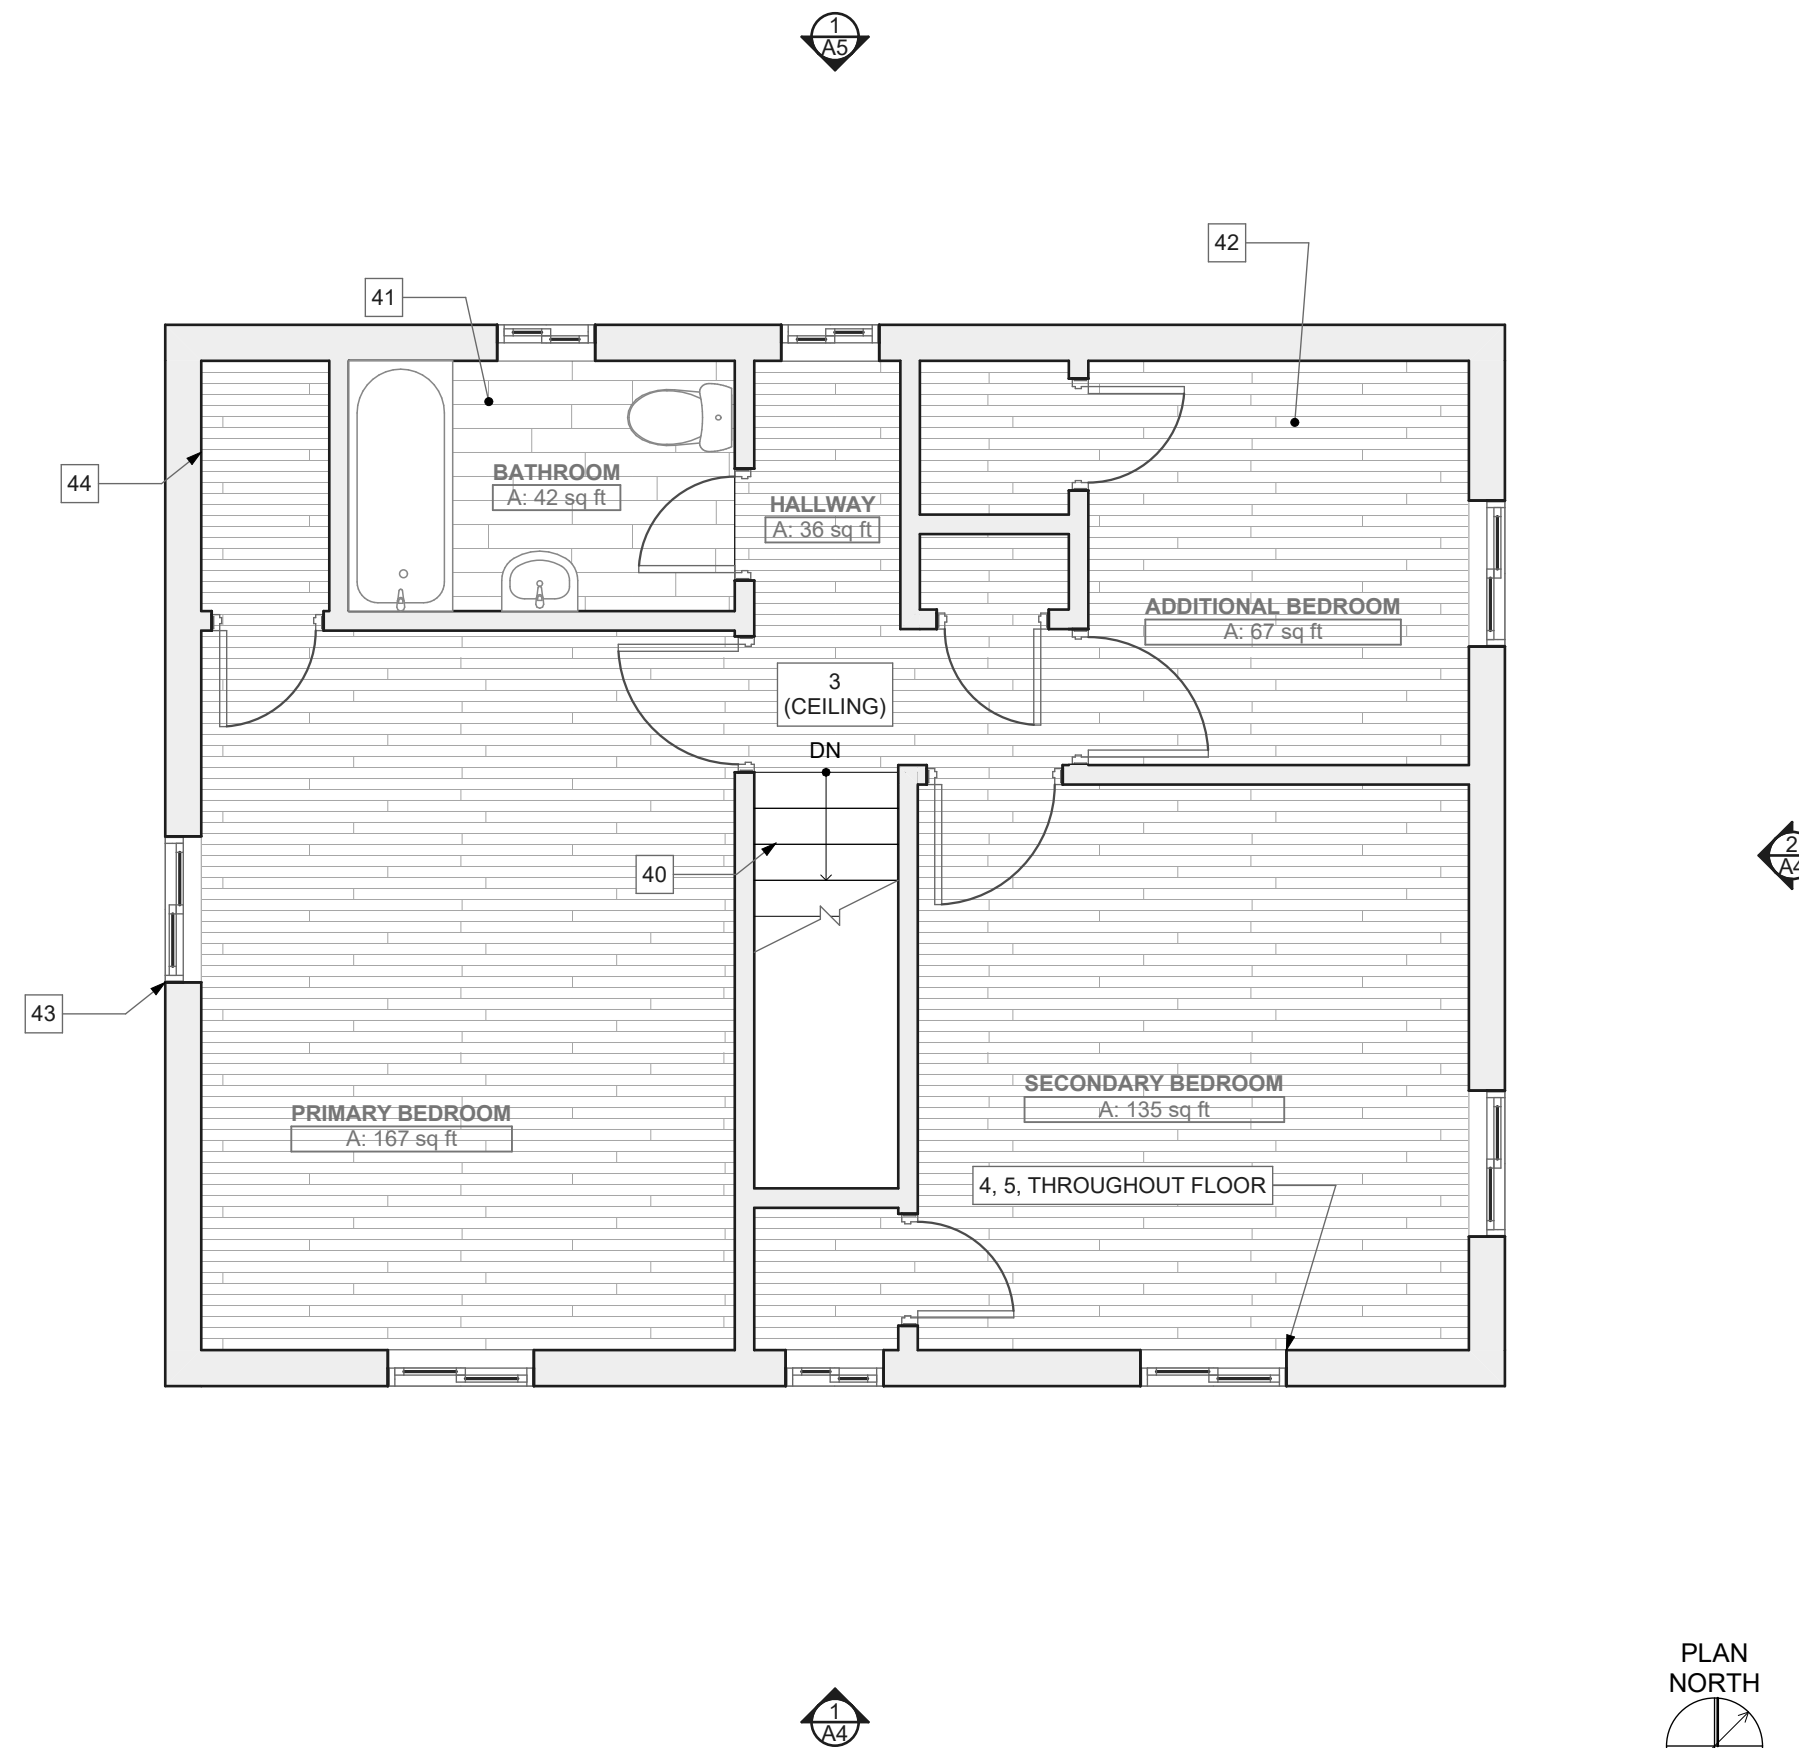 1
A5
42
41
44
BATHROOM
A: 42 sq ft
HALLWAY
A: 36 sq ft
ADDITIONAL BEDROOM
A: 67 sq ft
3
(CEILING)
DN
40
2
A4
43
SECONDARY BEDROOM
A: 135 sq ft
PRIMARY BEDROOM
A: 167 sq ft
4, 5, THROUGHOUT FLOOR
PLAN
NORTH
1
A4